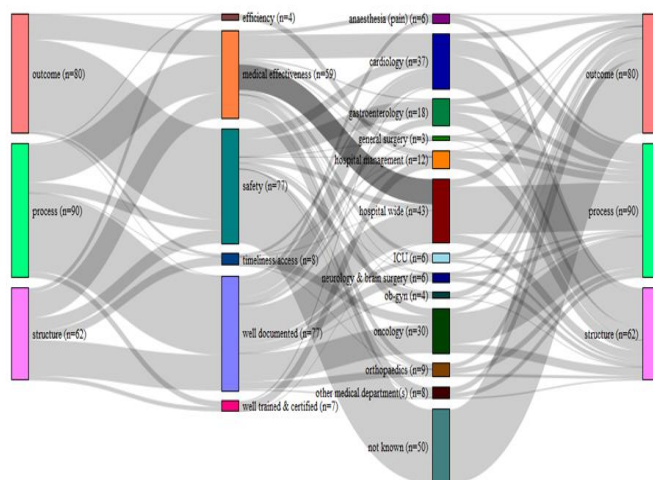 outcome (n=80)
process (n=90)
structure (n=62)
efficiency (n=4)
medical effectiveness (n=59)
safety (n=77)
timeliness/access (n=8)
well documented (n=77)
well trained & certified (n=7)
anaesthesia (pain) (n=6)
cardiology (n=37)
gastroenterology (n=18)
general surgery (n=3)
hospital management (n=12)
hospital wide (n=43)
ICU (n=6)
neurology & brain surgery (n=6)
ob-gyn (n=4)
oncology (n=30)
orthopaedics (n=9)
other medical department(s) (n=8)
not known (n=50)
outcome (n=80)
process (n=90)
structure (n=62)